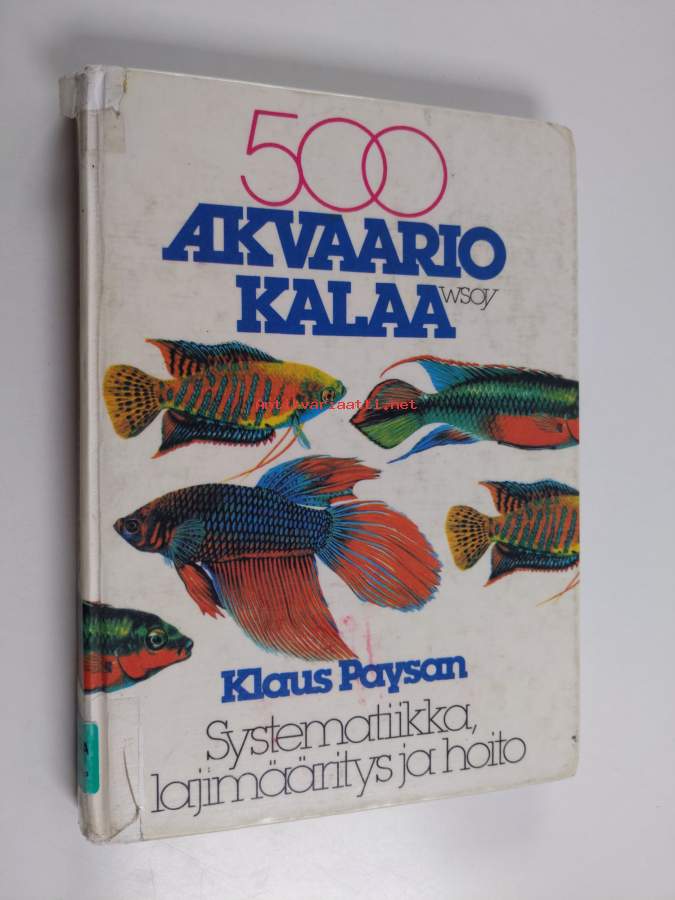 500
AKVAARIO
KALAA
wsoy
antikvariaatti.net
Klaus Paysan
Systematiikka,
lajimääritys ja hoito